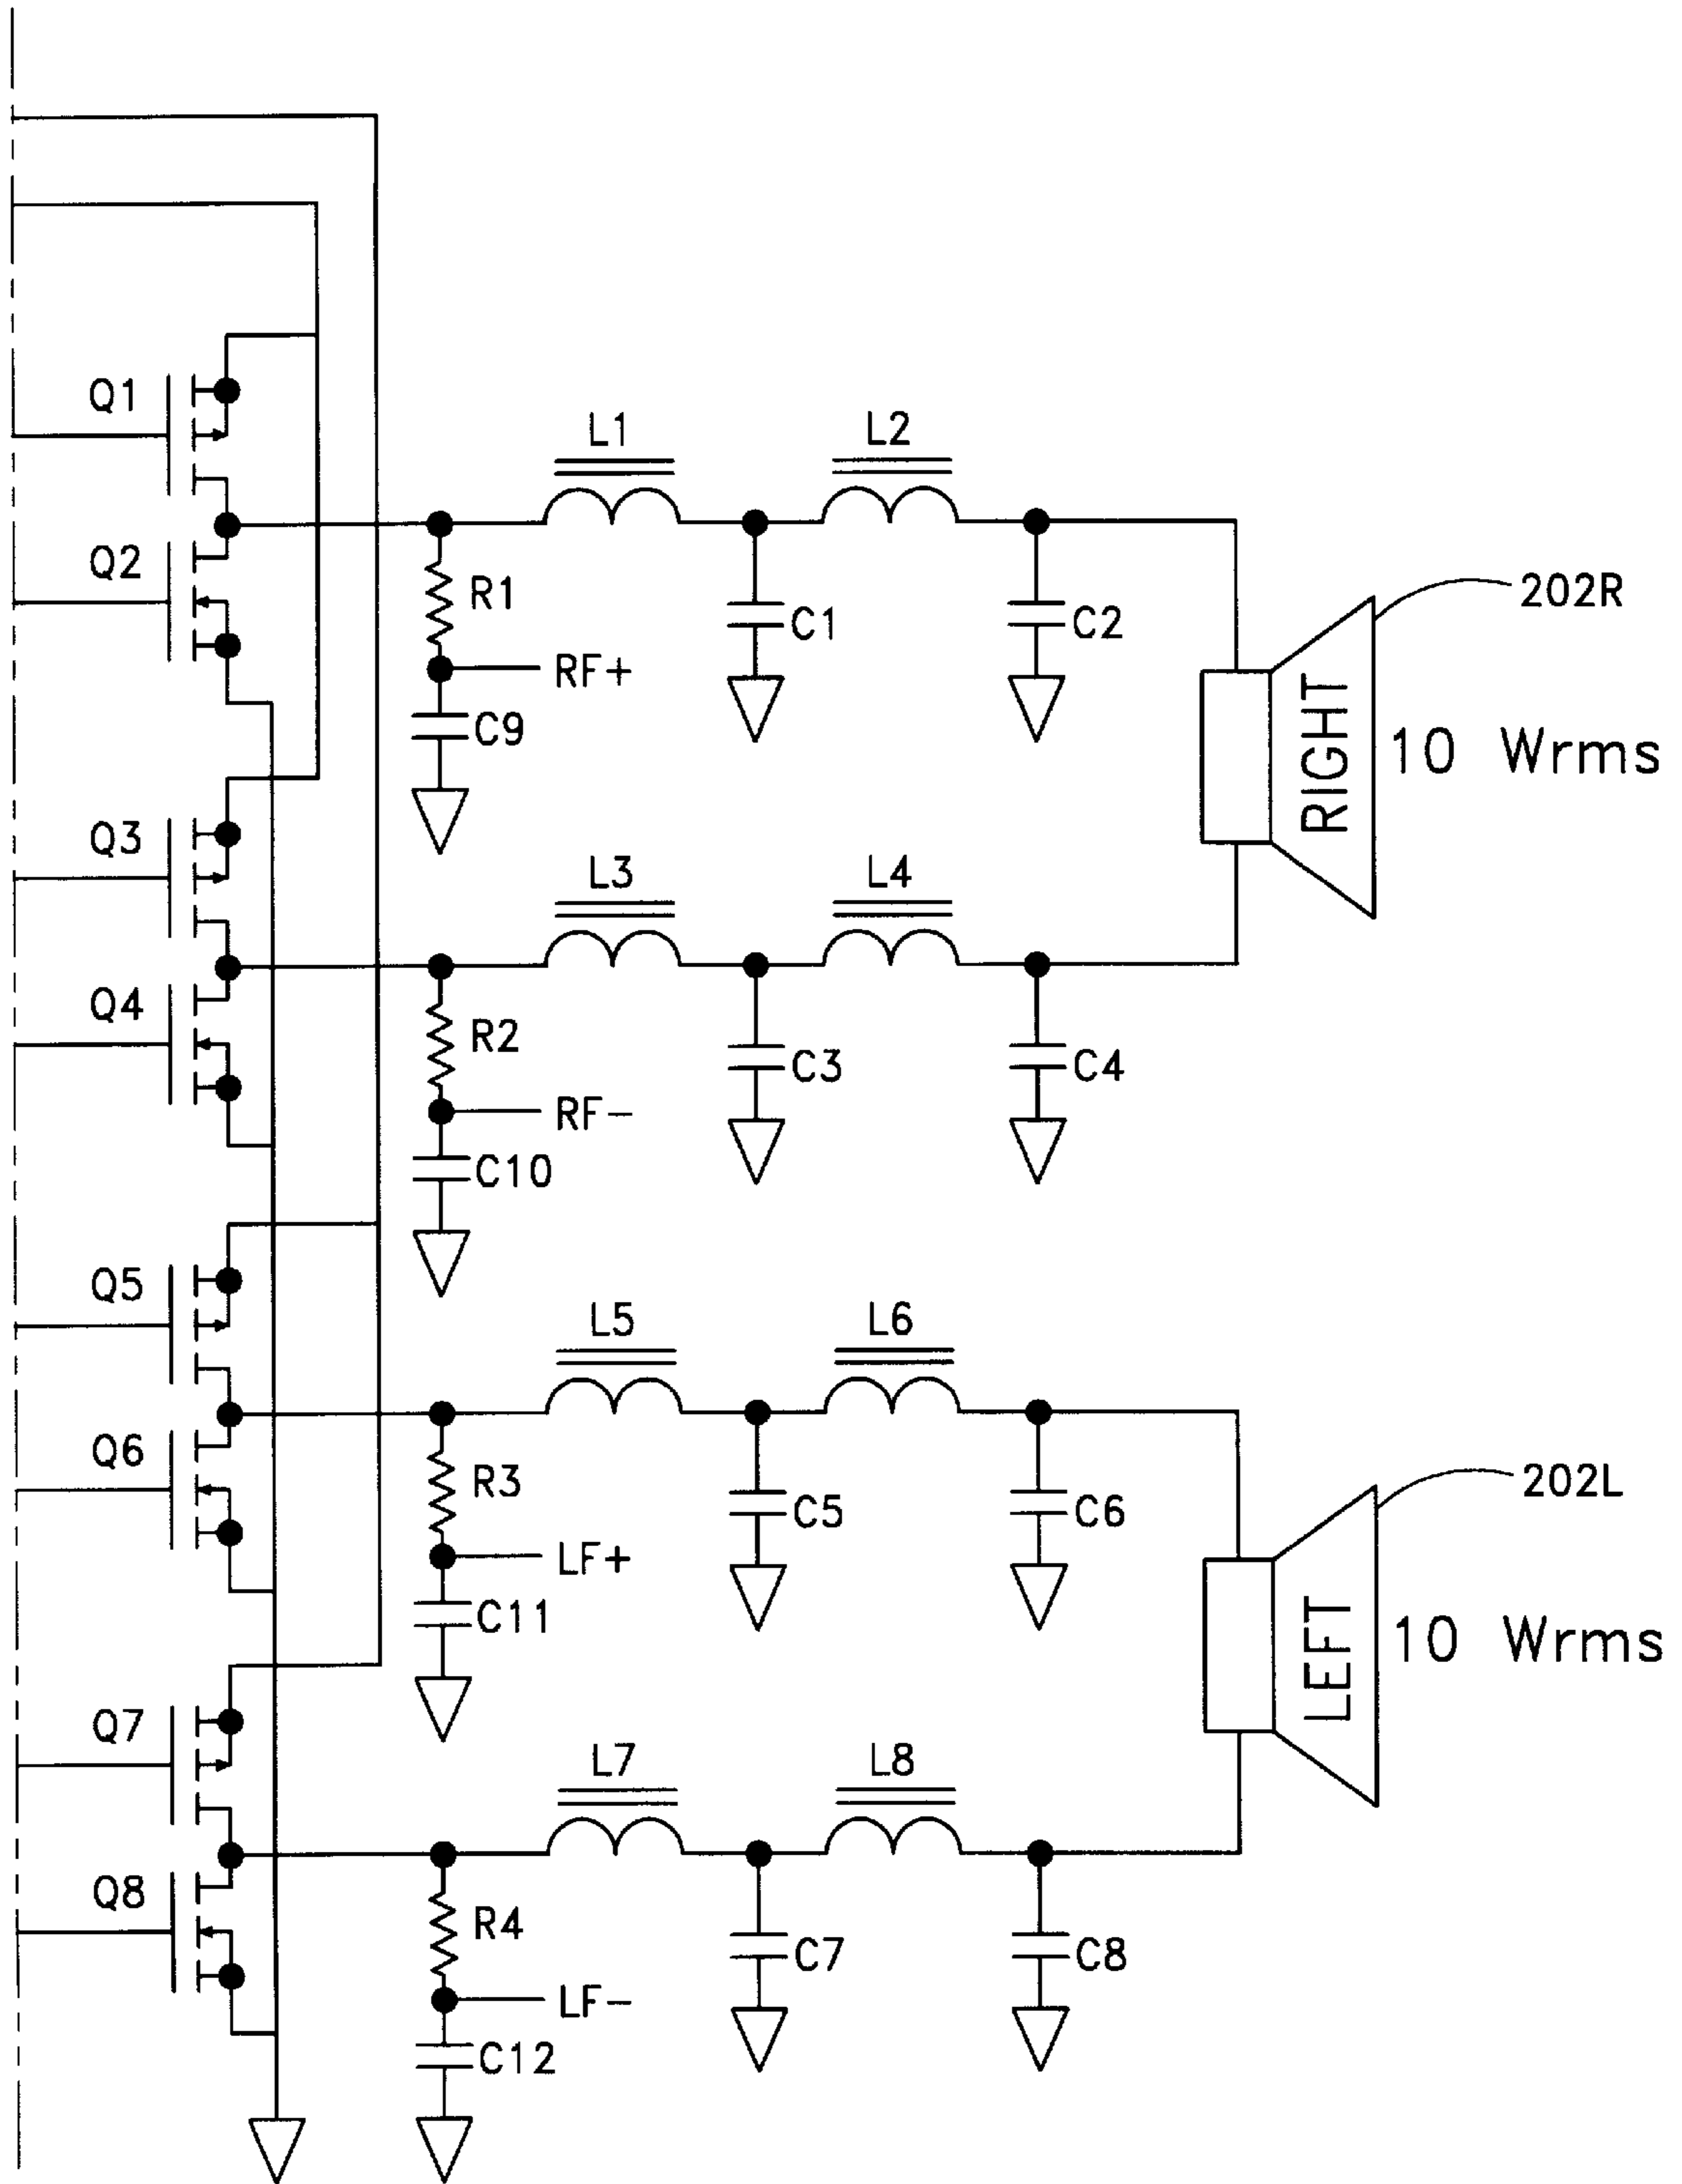 Q1
L1
L2
Q2
R1
C1
C2
202R
RF+
C9
RIGHT
10 Wrms
Q3
L3
L4
Q4
R2
C3
C4
RF-
C10
Q5
L5
L6
Q6
R3
C5
C6
202L
LF+
C11
LEFT
10 Wrms
Q7
L7
L8
Q8
R4
C7
C8
LF-
C12